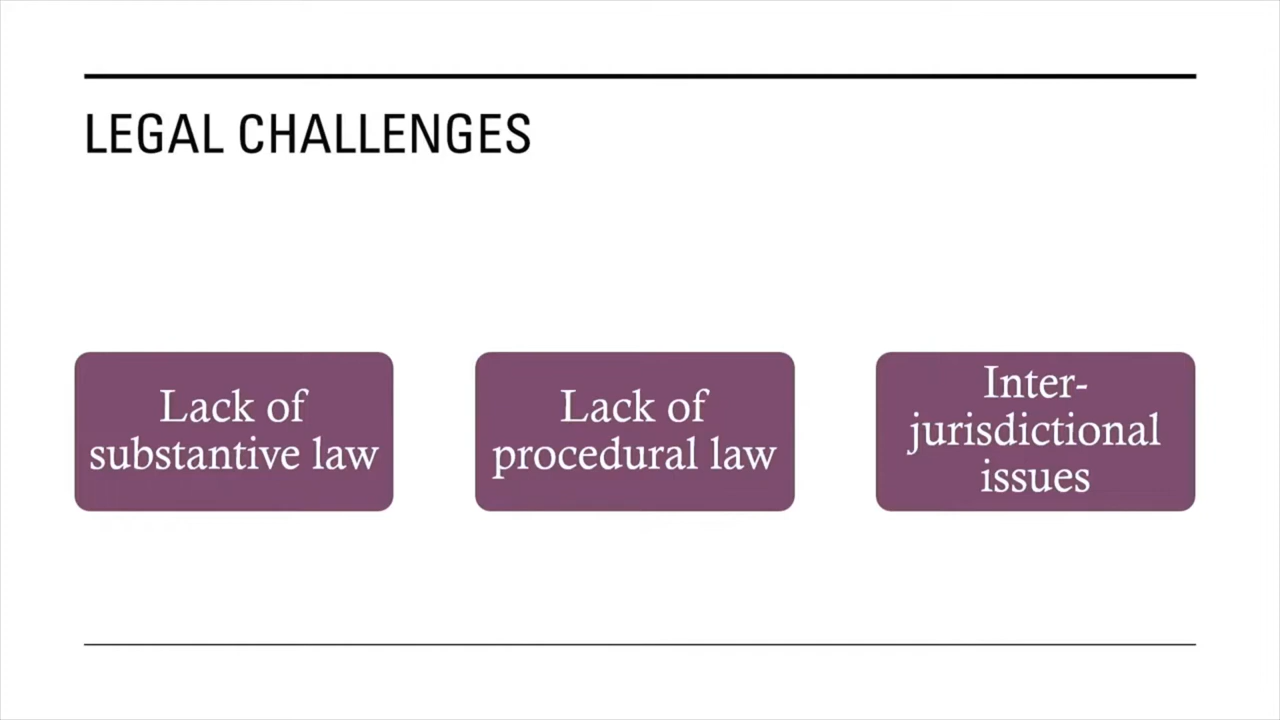 LEGAL CHALLENGES
Lack of
substantive law
Lack of
procedural law
Inter-
jurisdictional
issues